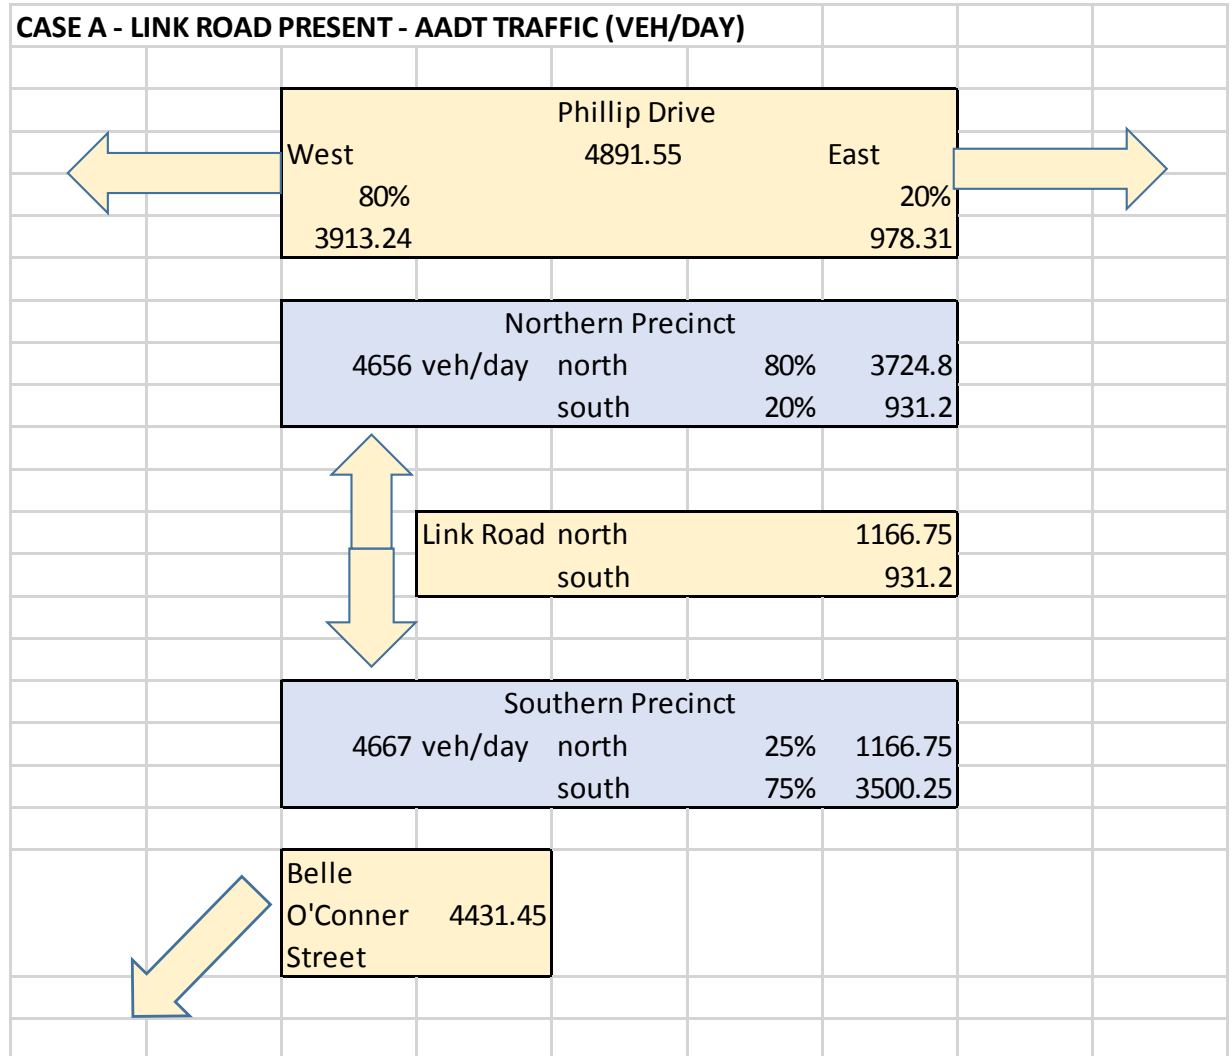 CASE A - LINK ROAD PRESENT - AADT TRAFFIC (VEH/DAY)
Phillip Drive
West 4891.55 East
80% 20%
3913.24 978.31
Northern Precinct
4656 veh/day north 80% 3724.8
south 20% 931.2
Link Road north 1166.75
south 931.2
Southern Precinct
4667 veh/day north 25% 1166.75
south 75% 3500.25
Belle
O'Conner 4431.45
Street